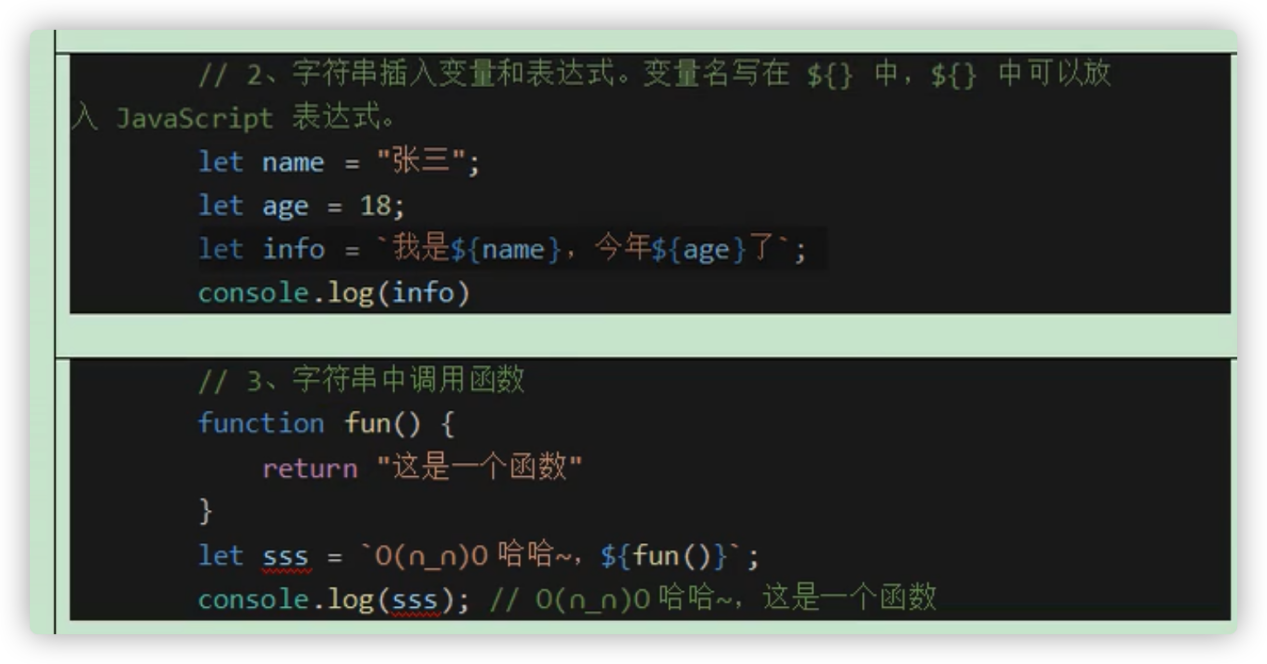 // 2、字符串插入变量和表达式。变量名写在 ${} 中，${} 中可以放
入 JavaScript 表达式。
let name = "张三";
let age = 18;
let info = `我是${name}，今年${age}了`;
console.log(info)
// 3、字符串中调用函数
function fun() {
return "这是一个函数"
}
let sss = `O(∩_∩)O 哈哈~，${fun()}`;
console.log(sss); // O(∩_∩)O 哈哈~，这是一个函数